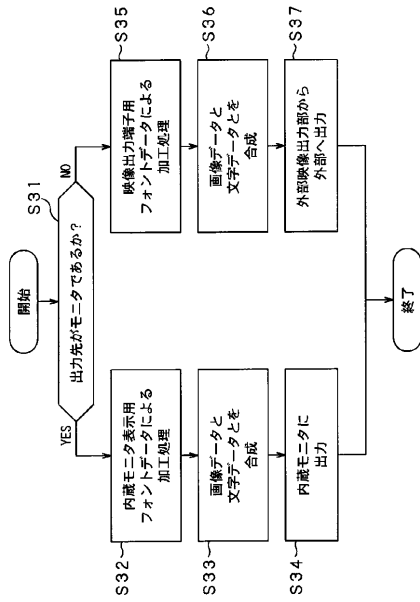 開始
S31
出力先がモニタであるか?
YES
NO
S32
内蔵モニタ表示用
フォントデータによる
加工処理
S33
画像データと
文字データとを
合成
S34
内蔵モニタに
出力
S35
映像出力端子用
フォントデータによる
加工処理
S36
画像データと
文字データとを
合成
S37
外部映像出力部から
外部へ出力
終了